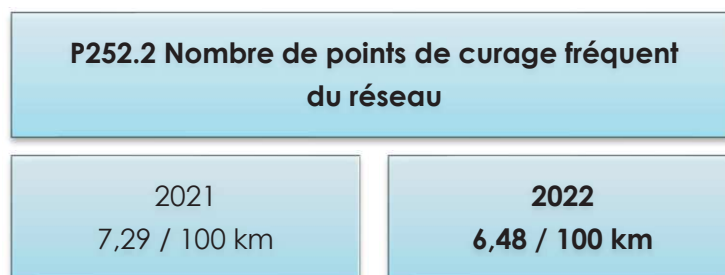 P252.2 Nombre de points de curage fréquent
du réseau
2021
7,29 / 100 km
2022
6,48 / 100 km